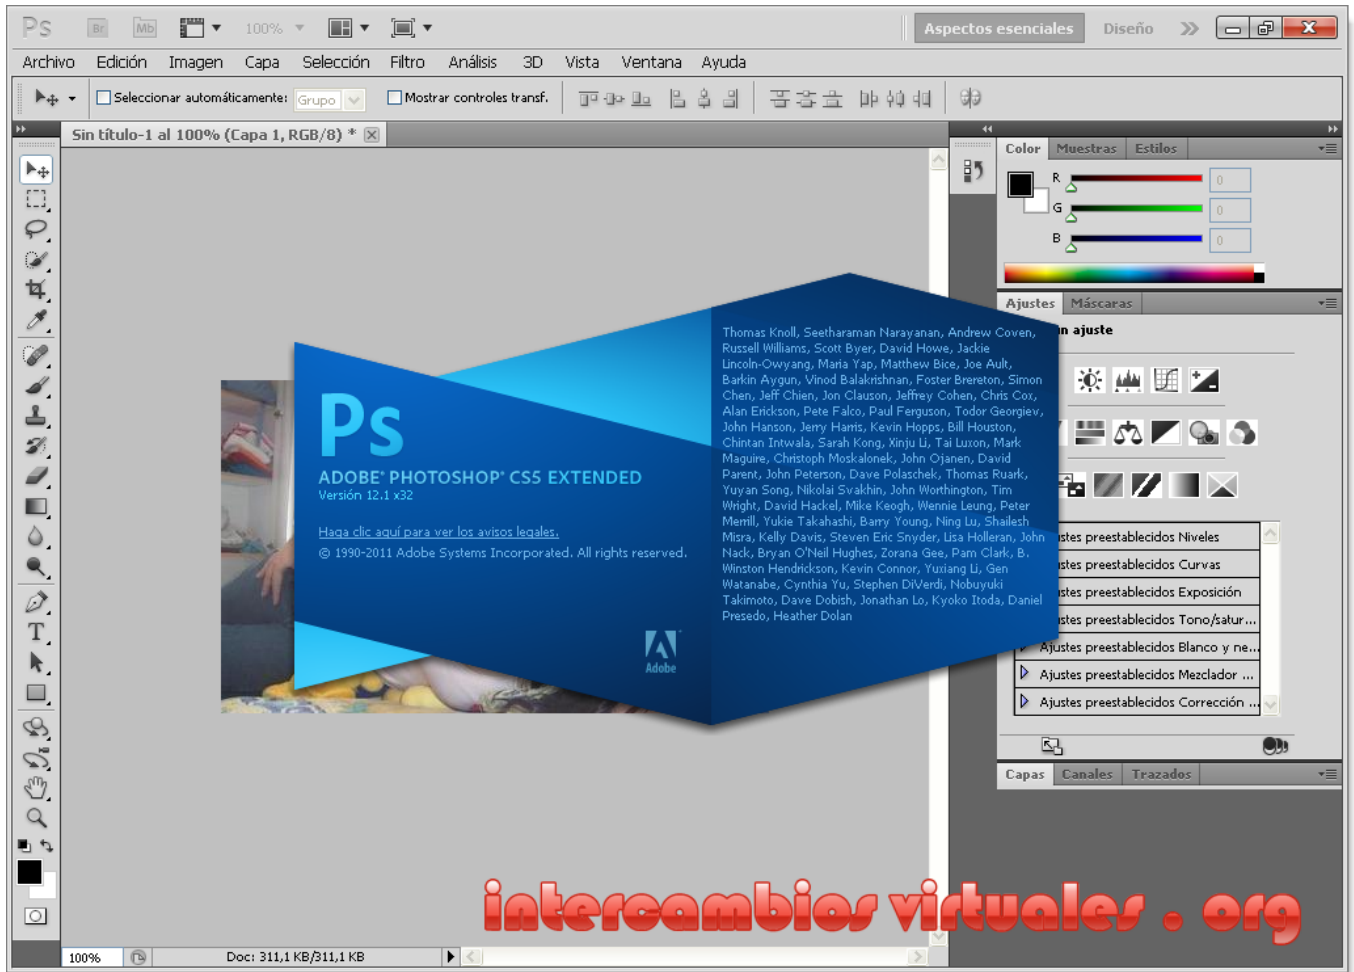 Ps Br Mb 100% Aspectos esenciales Diseño
Archivo Edición Imagen Capa Selección Filtro Análisis 3D Vista Ventana Ayuda
Seleccionar automáticamente: Grupo Mostrar controles transf.
Sin título-1 al 100% (Capa 1, RGB/8) *
Color Muestras Estilos
R 0
G 0
B 0
Ajustes Máscaras
ajuste
Ps
ADOBE® PHOTOSHOP® CS5 EXTENDED
Versión 12.1 x32
Haga clic aquí para ver los avisos legales.
© 1990-2011 Adobe Systems Incorporated. All rights reserved.
Adobe
Thomas Knoll, Seetharaman Narayanan, Andrew Coven,
Russell Williams, Scott Byer, David Howe, Jackie
Lincoln-Owyang, Maria Yap, Matthew Bice, Joe Ault,
Barkin Aygun, Vinod Balakrishnan, Foster Brereton, Simon
Chen, Jeff Chien, Jon Clauson, Jeffrey Cohen, Chris Cox,
Alan Erickson, Pete Falco, Paul Ferguson, Todor Georgiev,
John Hanson, Jerry Harris, Kevin Hopps, Bill Houston,
Chintan Intwala, Sarah Kong, Xinju Li, Tai Luxon, Mark
Maguire, Christoph Moskalonek, John Ojanen, David
Parent, John Peterson, Dave Polaschek, Thomas Ruark,
Yuyan Song, Nikolai Svakhin, John Worthington, Tim
Wright, David Hackel, Mike Keogh, Wennie Leung, Peter
Merrill, Yukie Takahashi, Barry Young, Ning Lu, Shailesh
Misra, Kelly Davis, Steven Eric Snyder, Lisa Holleran, John
Nack, Bryan O'Neil Hughes, Zorana Gee, Pam Clark, B.
Winston Hendrickson, Kevin Connor, Yuxiang Li, Gen
Watanabe, Cynthia Yu, Stephen DiVerdi, Nobuyuki
Takimoto, Dave Dobish, Jonathan Lo, Kyoko Itoda, Daniel
Presedo, Heather Dolan
preestablecidos Niveles
preestablecidos Curvas
preestablecidos Exposición
preestablecidos Tono/satur...
Ajustes preestablecidos Blanco y ne...
Ajustes preestablecidos Mezclador ...
Ajustes preestablecidos Corrección ...
Capas Canales Trazados
intercambios virtuales . org
100% Doc: 311,1 KB/311,1 KB